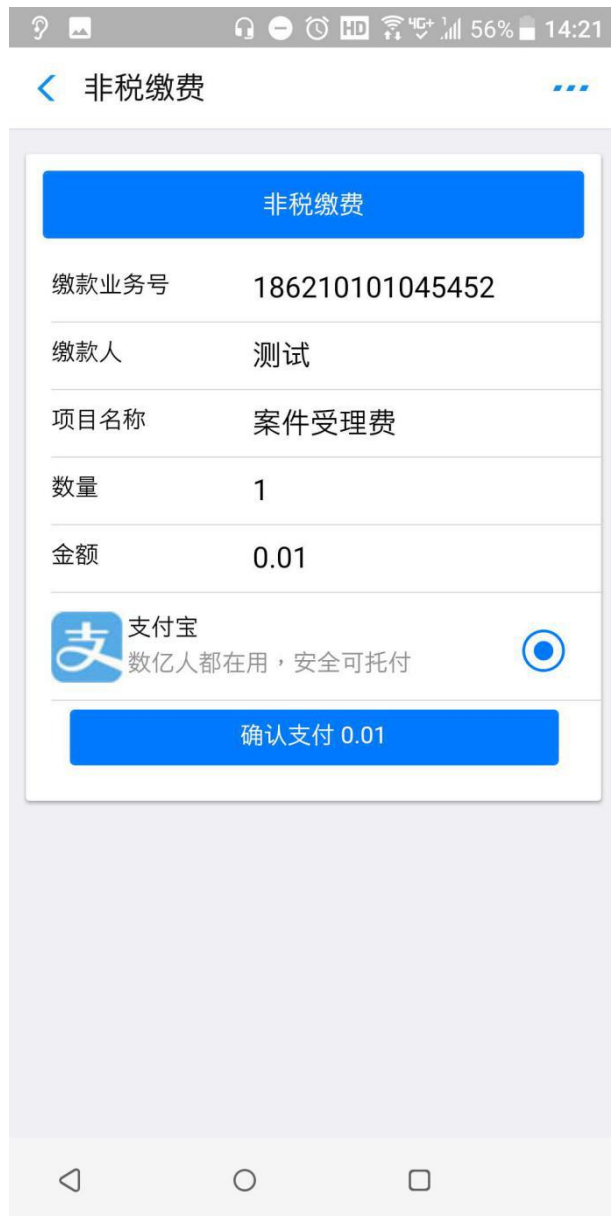 HD 4G+ 56% 14:21
非税缴费
非税缴费
缴款业务号 186210101045452
缴款人 测试
项目名称 案件受理费
数量 1
金额 0.01
支 支付宝
数亿人都在用，安全可托付
确认支付 0.01